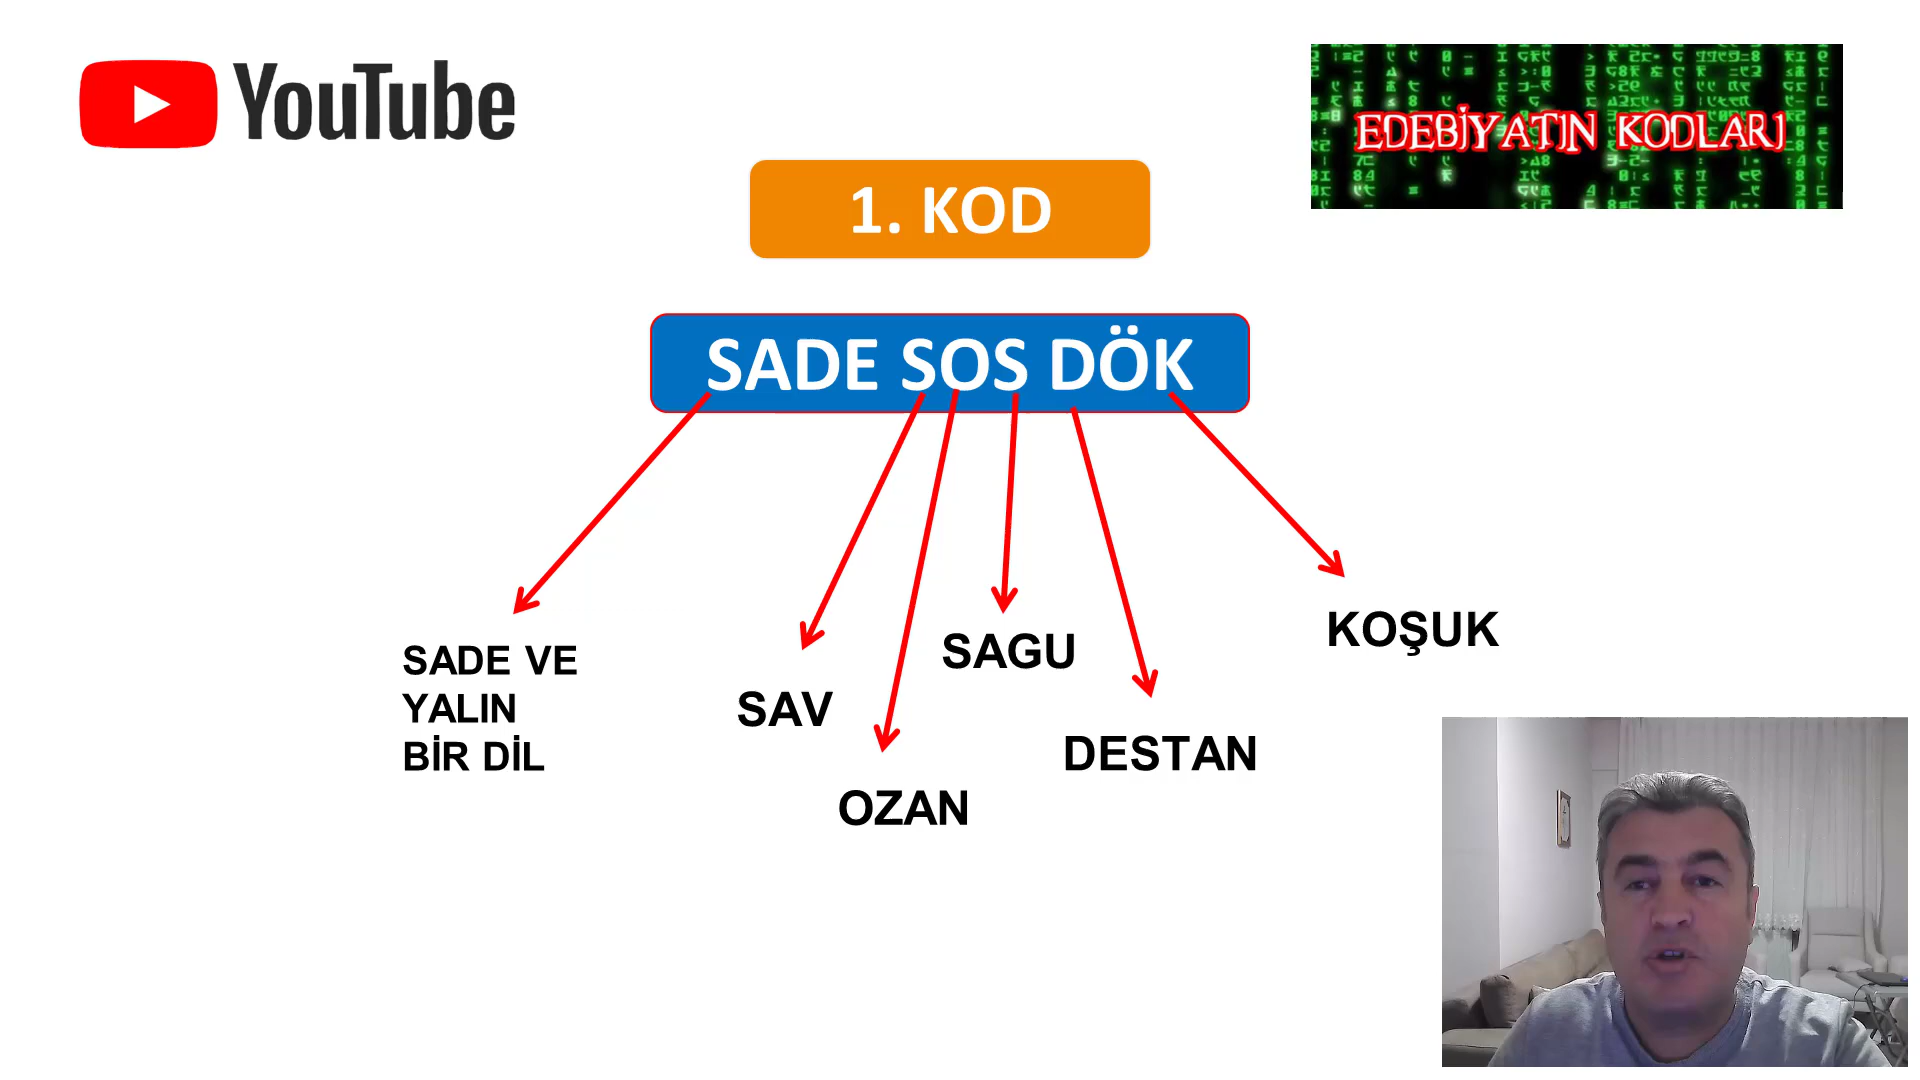 YouTube
EDEBİYATIN KODLARI
1. KOD
SADE SOS DÖK
SADE VE
YALIN
BİR DİL
SAV
OZAN
SAGU
DESTAN
KOŞUK